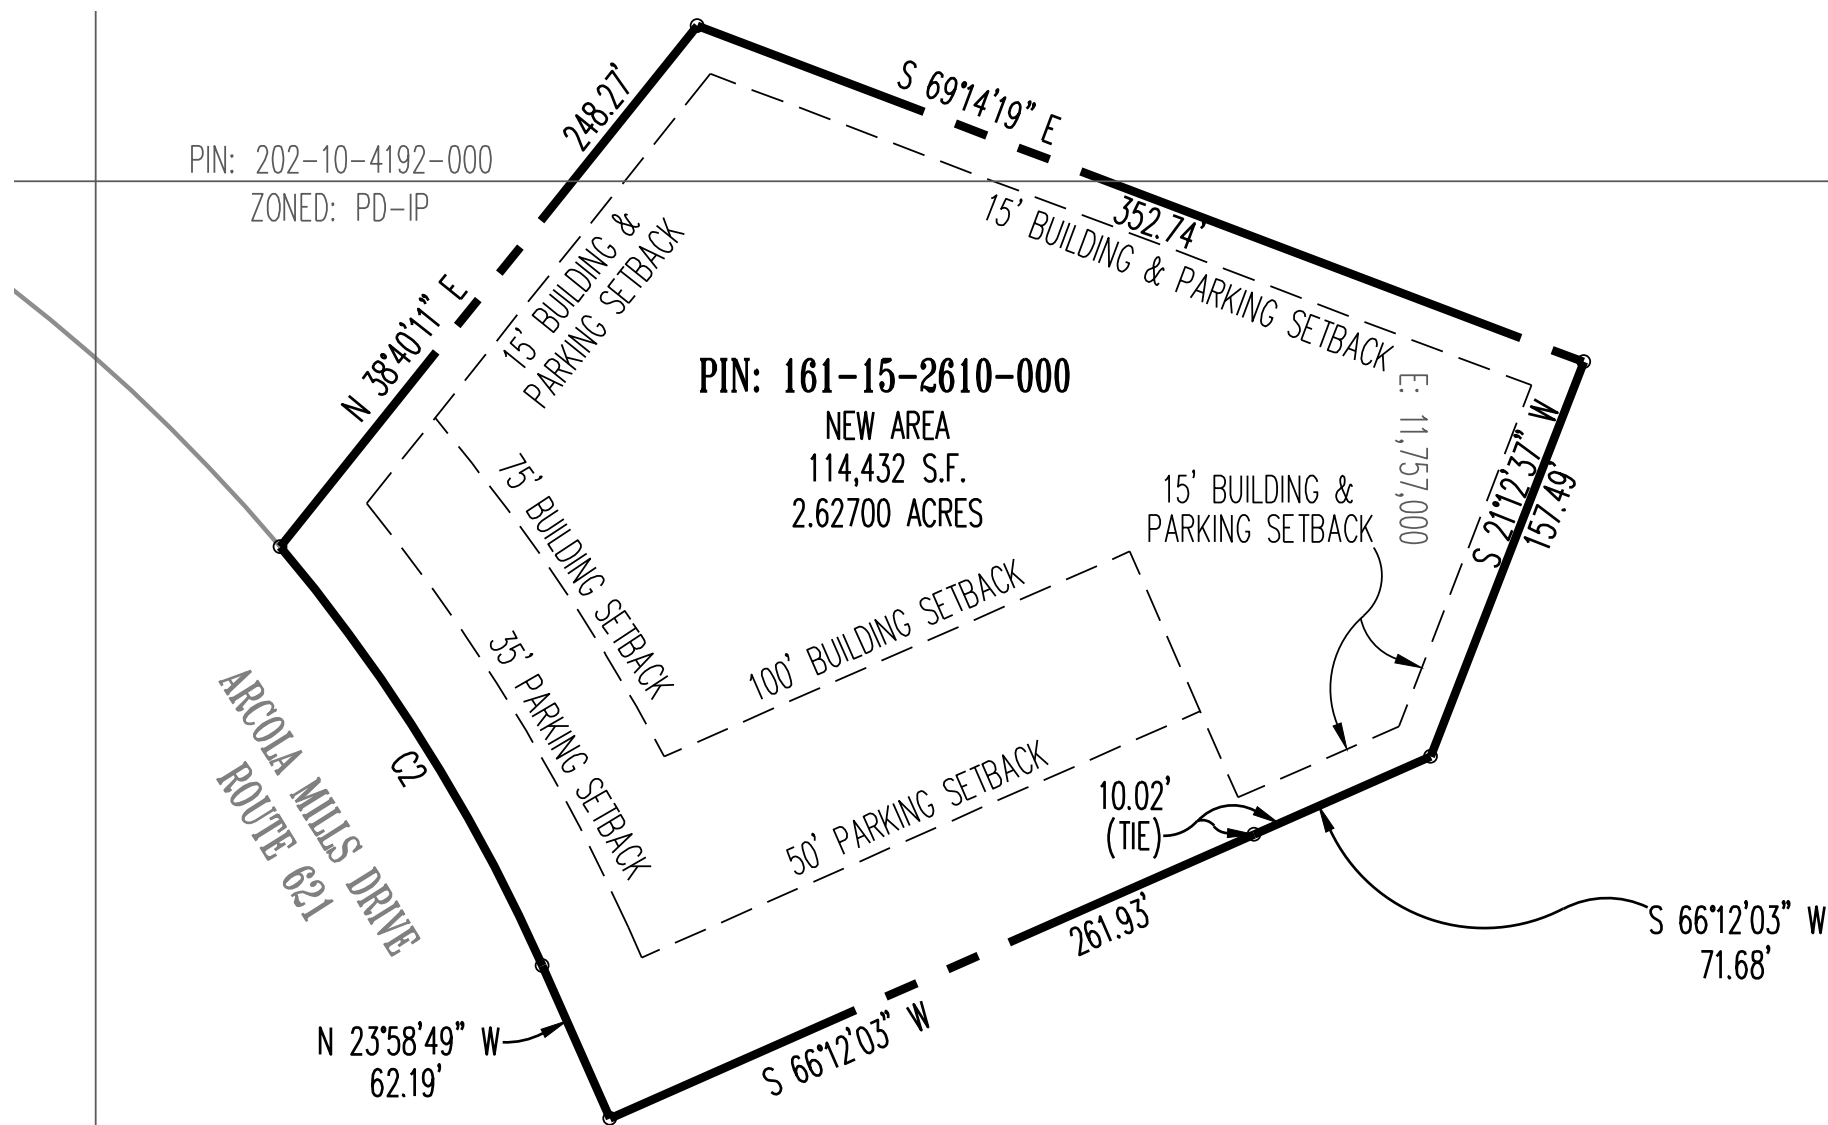 248.27'
S 69°14'19" E
PIN: 202-10-4192-000
ZONED: PD-IP
352.74'
15' BUILDING & PARKING SETBACK
15' BUILDING &
PARKING SETBACK
N 38°40'11" E
PIN: 161-15-2610-000
NEW AREA
114,432 S.F.
2.62700 ACRES
E: 11,757,000
S 21°12'37" W
157.49'
15' BUILDING &
PARKING SETBACK
75' BUILDING SETBACK
100' BUILDING SETBACK
35' PARKING SETBACK
50' PARKING SETBACK
C2
ARCOLA MILLS DRIVE
ROUTE 621
10.02'
(TIE)
261.93'
S 66°12'03" W
71.68'
S 66°12'03" W
N 23°58'49" W
62.19'